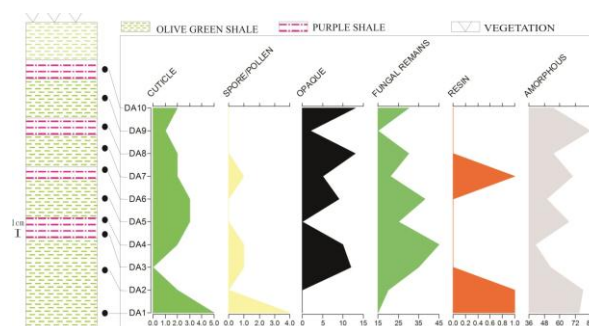 OLIVE GREEN SHALE PURPLE SHALE VEGETATION
CUTICLE SPORE/POLLEN OPAQUE FUNGAL REMAINS RESIN AMORPHOUS
DA10
DA9
DA8
DA7
DA6
DA5
1cm
I
DA4
DA3
DA2
DA1
0.0 1.0 2.0 3.0 4.0 5.0 0.0 1.0 2.0 3.0 4.0 0 5 10 15 15 25 35 45 0.0 0.2 0.4 0.6 0.8 1.0 36 48 60 72 84